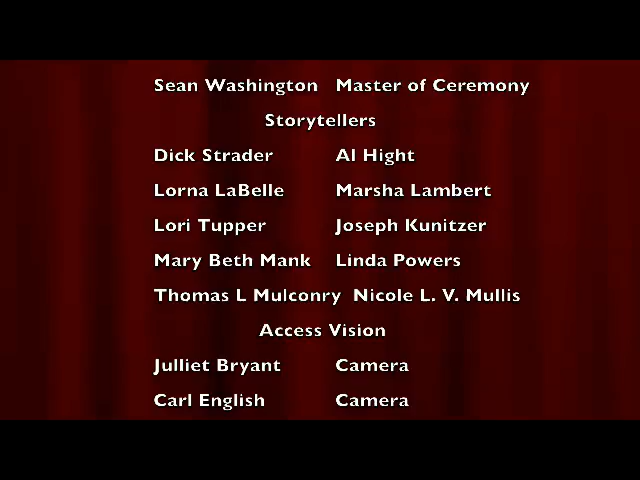 Sean Washington Master of Ceremony
Storytellers
Dick Strader Al Hight
Lorna LaBelle Marsha Lambert
Lori Tupper Joseph Kunitzer
Mary Beth Mank Linda Powers
Thomas L Mulconry Nicole L. V. Mullis
Access Vision
Julliet Bryant Camera
Carl English Camera